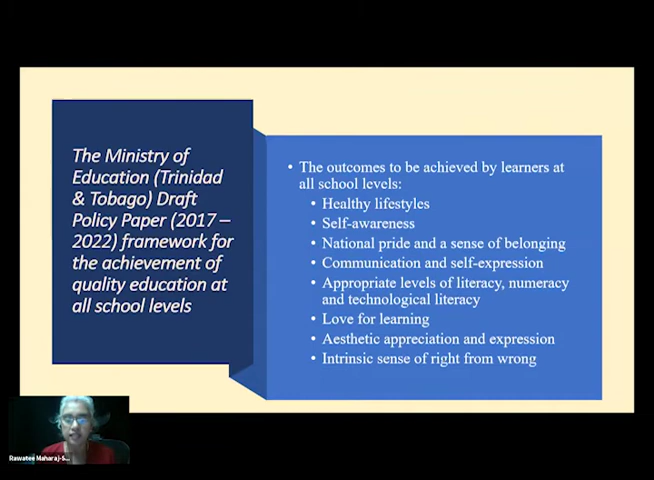 The Ministry of
Education (Trinidad
& Tobago) Draft
Policy Paper (2017 –
2022) framework for
the achievement of
quality education at
all school levels
• The outcomes to be achieved by learners at
all school levels:
• Healthy lifestyles
• Self-awareness
• National pride and a sense of belonging
• Communication and self-expression
• Appropriate levels of literacy, numeracy
and technological literacy
• Love for learning
• Aesthetic appreciation and expression
• Intrinsic sense of right from wrong
Rawatee Maharaj-S...